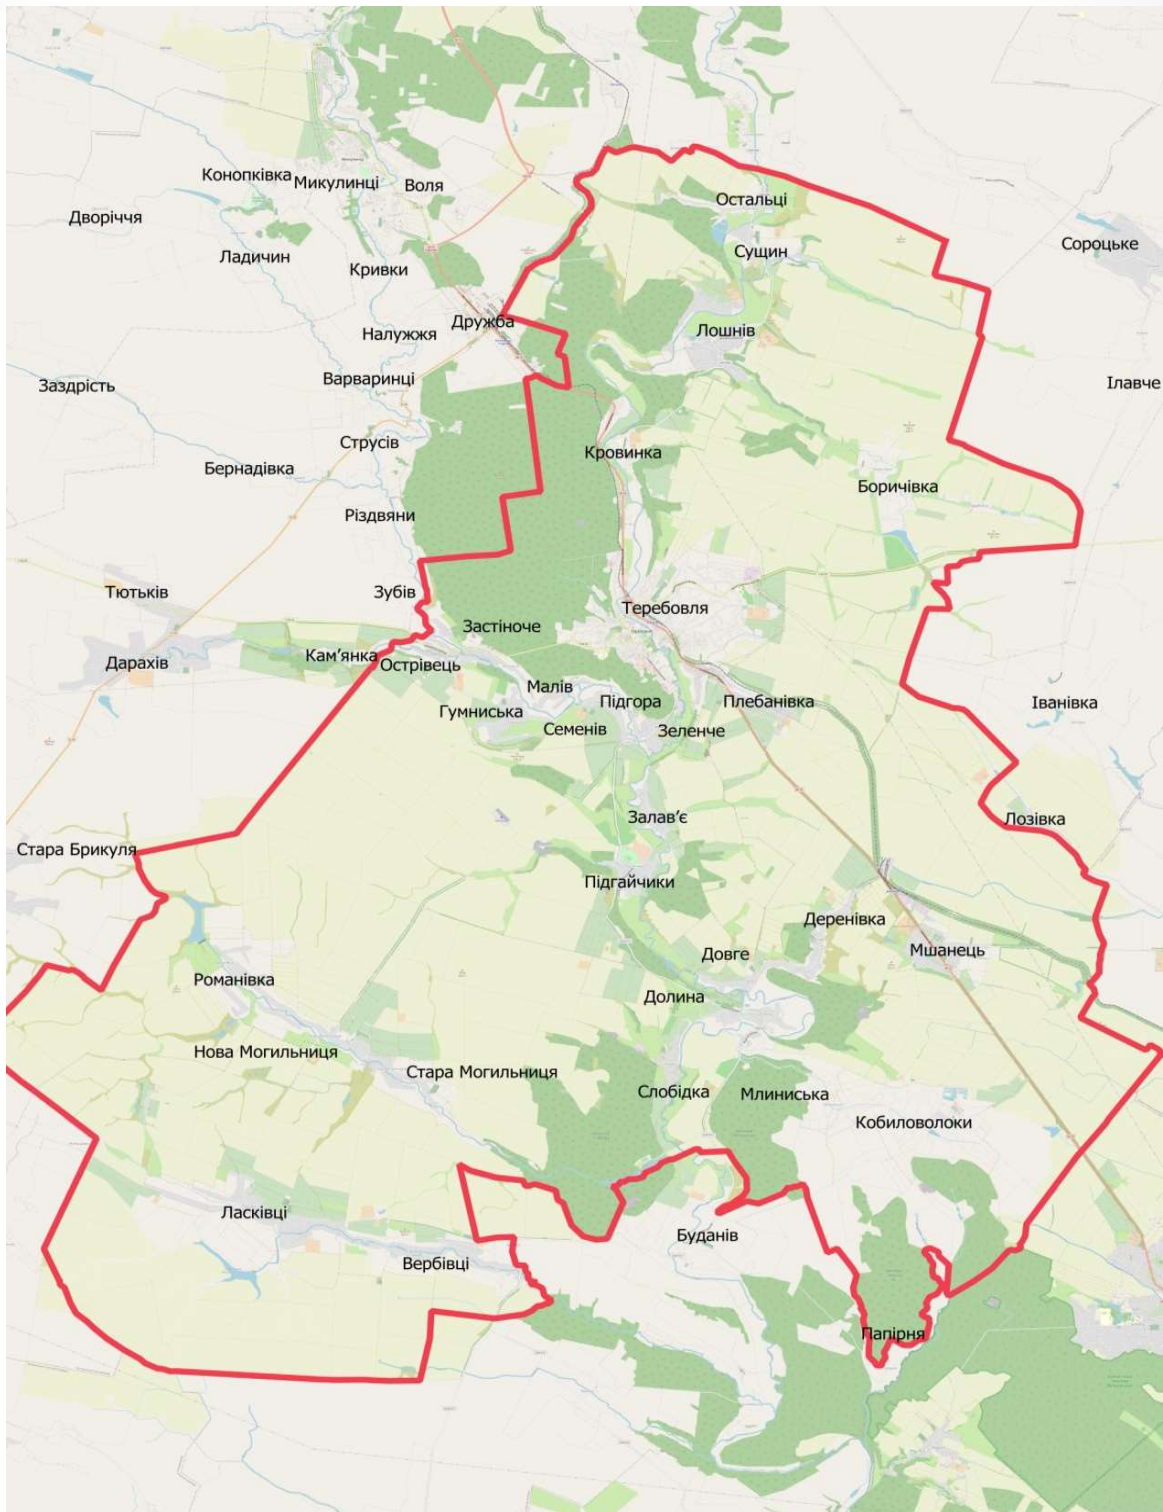 Остальці
Конопківка
Микулинці
Воля
Дворіччя
Сороцьке
Сущин
Ладичин
Кривки
Дружба
Налужжя
Лошнів
Варваринці
Заздрість
Ілавче
Струсів
Кровинка
Бернадівка
Боричівка
Різдвяни
Тютьків
Зубів
Теребовля
Застіноче
Дарахів
Кам’янка
Острівець
Малів
Підгора
Плебанівка
Іванівка
Гумниська
Семенів
Зеленче
Залав’є
Лозівка
Стара Брикуля
Підгайчики
Деренівка
Мшанець
Довге
Романівка
Долина
Нова Могильниця
Стара Могильниця
Слобідка
Млиниська
Кобиловолоки
Ласківці
Буданів
Вербівці
Папірня